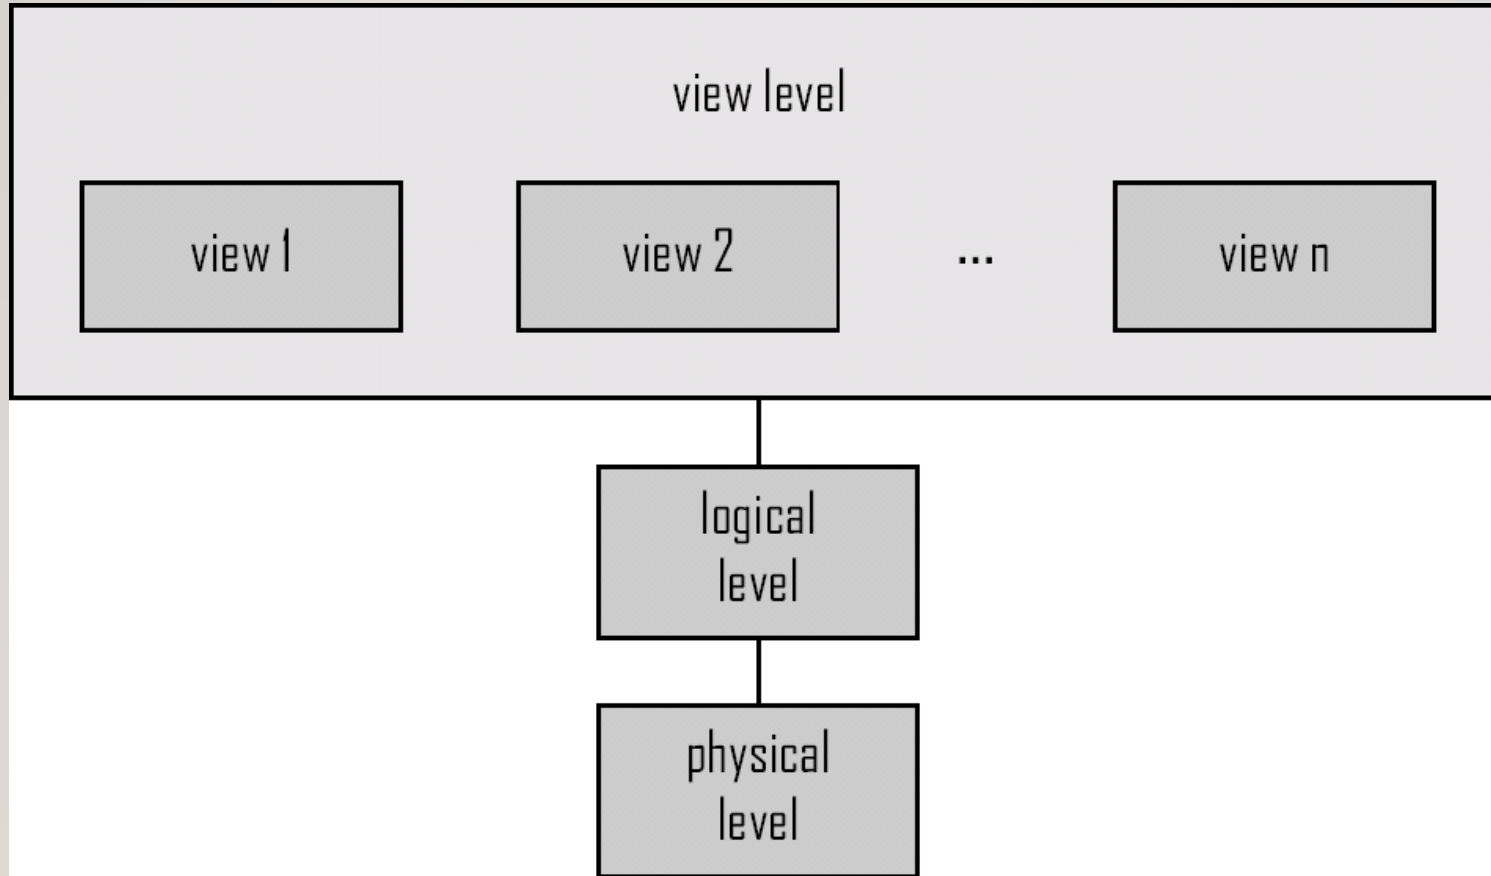 view level
view 1
view 2
...
view n
logical
level
physical
level